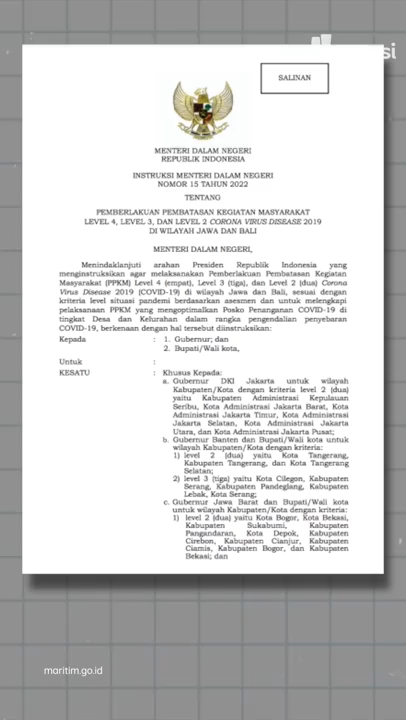 SALINAN
MENTERI DALAM NEGERI
REPUBLIK INDONESIA
INSTRUKSI MENTERI DALAM NEGERI
NOMOR 15 TAHUN 2022
TENTANG
PEMBERLAKUAN PEMBATASAN KEGIATAN MASYARAKAT
LEVEL 4, LEVEL 3, DAN LEVEL 2 CORONA VIRUS DISEASE 2019
DI WILAYAH JAWA DAN BALI
MENTERI DALAM NEGERI,
Menindaklanjuti arahan Presiden Republik Indonesia yang
menginstruksikan agar melaksanakan Pemberlakuan Pembatasan Kegiatan
Masyarakat (PPKM) Level 4 (empat), Level 3 (tiga), dan Level 2 (dua) Corona
Virus Disease 2019 (COVID-19) di wilayah Jawa dan Bali, sesuai dengan
kriteria level situasi pandemi berdasarkan asesmen dan untuk melengkapi
pelaksanaan PPKM yang mengoptimalkan Posko Penanganan COVID-19 di
tingkat Desa dan Kelurahan dalam rangka pengendalian penyebaran
COVID-19, berkenaan dengan hal tersebut diinstruksikan:
Kepada : 1. Gubernur; dan
2. Bupati/Wali kota,
Untuk :
KESATU : Khusus Kepada:
a. Gubernur DKI Jakarta untuk wilayah
Kabupaten/Kota dengan kriteria level 2 (dua)
yaitu Kabupaten Administrasi Kepulauan
Seribu, Kota Administrasi Jakarta Barat, Kota
Administrasi Jakarta Timur, Kota Administrasi
Jakarta Selatan, Kota Administrasi Jakarta
Utara, dan Kota Administrasi Jakarta Pusat;
b. Gubernur Banten dan Bupati/Wali kota untuk
wilayah Kabupaten/Kota dengan kriteria:
1) level 2 (dua) yaitu Kota Tangerang,
Kabupaten Tangerang, dan Kota Tangerang
Selatan;
2) level 3 (tiga) yaitu Kota Cilegon, Kabupaten
Serang, Kabupaten Pandeglang, Kabupaten
Lebak, Kota Serang;
c. Gubernur Jawa Barat dan Bupati/Wali kota
untuk wilayah Kabupaten/Kota dengan kriteria:
1) level 2 (dua) yaitu Kota Bogor, Kota Bekasi,
Kabupaten Sukabumi, Kabupaten
Pangandaran, Kota Depok, Kabupaten
Cirebon, Kabupaten Cianjur, Kabupaten
Ciamis, Kabupaten Bogor, dan Kabupaten
Bekasi; dan
maritim.go.id